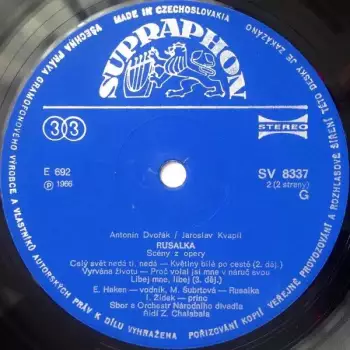 MADE IN CZECHOSLOVAKIA
VŠECHNA PRÁVA GRAMOFONOVÉHO VÝROBCE A VLASTNÍKŮ AUTORSKÝCH PRÁV K DÍLU VYHRAŽENA
POŘIZOVÁNÍ KOPIÍ VEŘEJNÉ PROVOZOVÁNÍ A ROZHLASOVÉ ŠÍŘENÍ TÉTO DESKY JE ZAKÁZÁNO
SUPRAPHON
33
STEREO
E 692
℗ 1966
SV 8337
2 (2 strany)
G
Antonín Dvořák / Jaroslav Kvapil
RUSALKA
Scény z opery
Celý svět nedá ti, nedá — Květiny bílé po cestě (2. děj.)
Vyrvána životu — Proč volal jsi mne v náruč svou
Líbej mne, líbej (3. děj.)
E. Haken — vodník, M. Šubrtová — Rusalka
I. Žídek — princ
Sbor a Orchestr Národního divadla
řídí Z. Chalabala